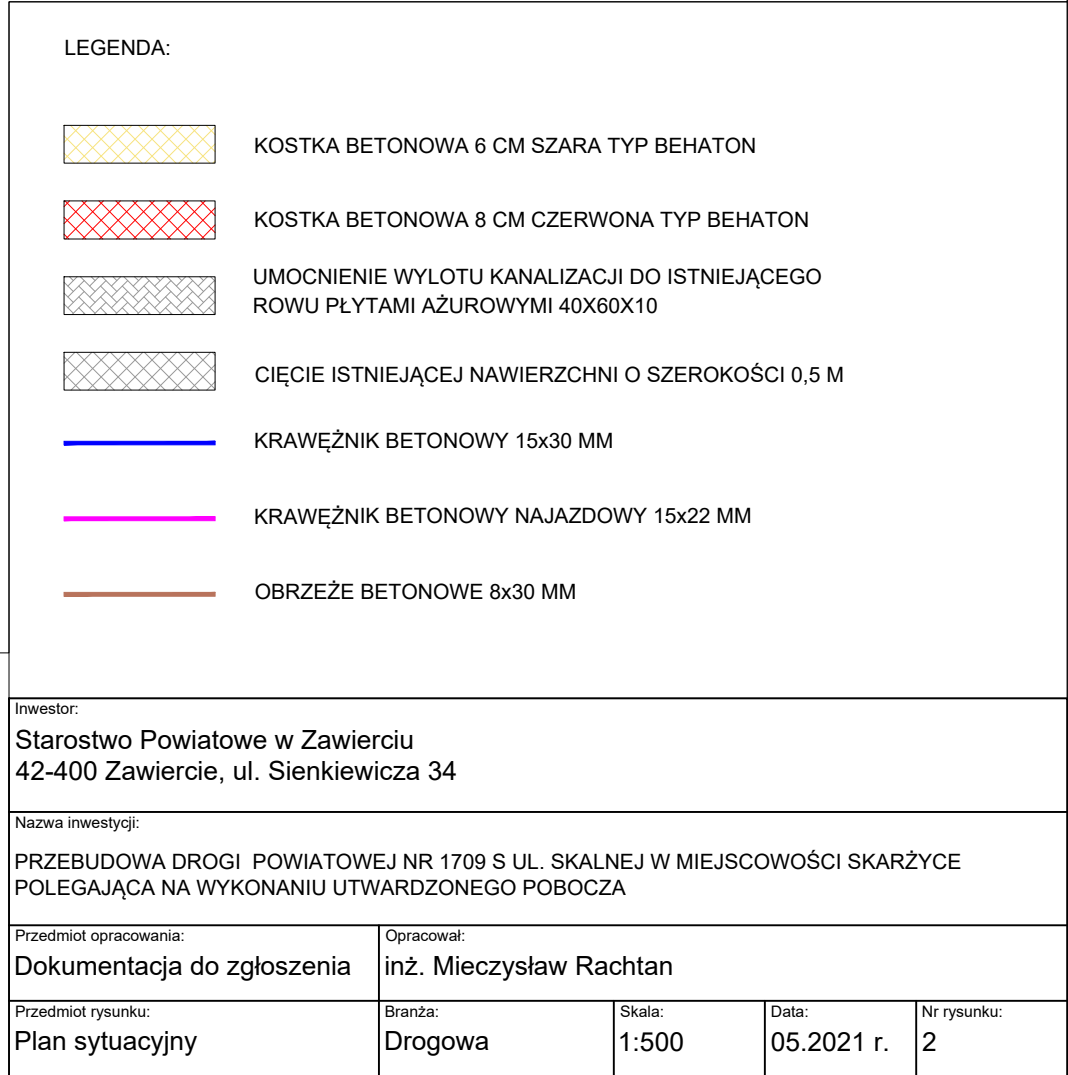 LEGENDA:
KOSTKA BETONOWA 6 CM SZARA TYP BEHATON
KOSTKA BETONOWA 8 CM CZERWONA TYP BEHATON
UMOCNIENIE WYLOTU KANALIZACJI DO ISTNIEJĄCEGO
ROWU PŁYTAMI AŻUROWYMI 40X60X10
CIĘCIE ISTNIEJĄCEJ NAWIERZCHNI O SZEROKOŚCI 0,5 M
KRAWĘŻNIK BETONOWY 15x30 MM
KRAWĘŻNIK BETONOWY NAJAZDOWY 15x22 MM
OBRZEŻE BETONOWE 8x30 MM
Inwestor:
Starostwo Powiatowe w Zawierciu
42-400 Zawiercie, ul. Sienkiewicza 34
Nazwa inwestycji:
PRZEBUDOWA DROGI POWIATOWEJ NR 1709 S UL. SKALNEJ W MIEJSCOWOŚCI SKARŻYCE
POLEGAJĄCA NA WYKONANIU UTWARDZONEGO POBOCZA
Przedmiot opracowania:
Dokumentacja do zgłoszenia
Opracował:
inż. Mieczysław Rachtan
Przedmiot rysunku:
Plan sytuacyjny
Branża:
Drogowa
Skala:
1:500
Data:
05.2021 r.
Nr rysunku:
2